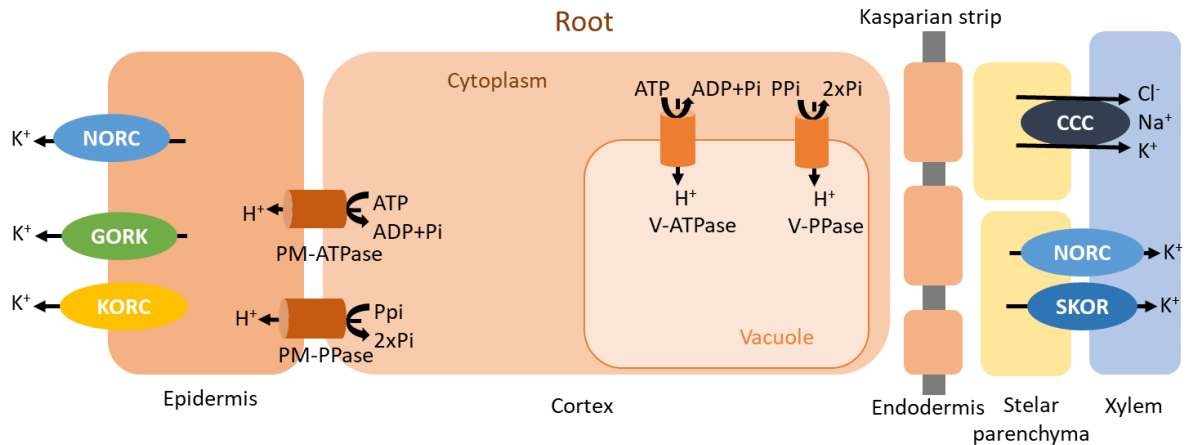 Root
Kasparian strip
Cytoplasm
ATP
ADP+Pi
PPi
2xPi
Cl⁻
CCC
Na⁺
K⁺
K⁺
NORC
H⁺
H⁺
V-ATPase
V-PPase
H⁺
ATP
ADP+Pi
PM-ATPase
K⁺
GORK
NORC
K⁺
K⁺
KORC
H⁺
Ppi
2xPi
PM-PPase
SKOR
K⁺
Vacuole
Epidermis
Cortex
Endodermis
Stelar
parenchyma
Xylem